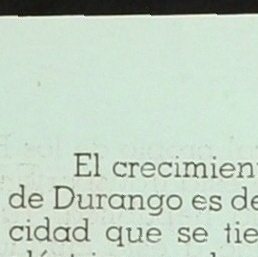 El crecimien
de Durango es de
cidad que se tie